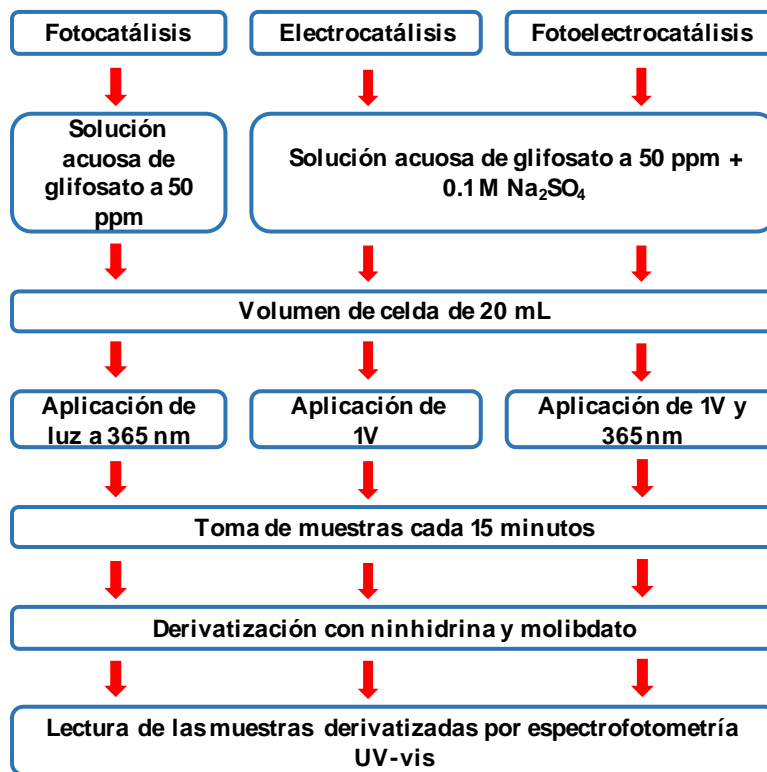 Fotocatálisis
Electrocatálisis
Fotoelectrocatálisis
Solución
acuosa de
glifosato a 50
ppm
Solución acuosa de glifosato a 50 ppm +
0.1 M Na₂SO₄
Volumen de celda de 20 mL
Aplicación de
luz a 365 nm
Aplicación de
1V
Aplicación de 1V y
365 nm
Toma de muestras cada 15 minutos
Derivatización con ninhidrina y molibdato
Lectura de las muestras derivatizadas por espectrofotometría
UV-vis